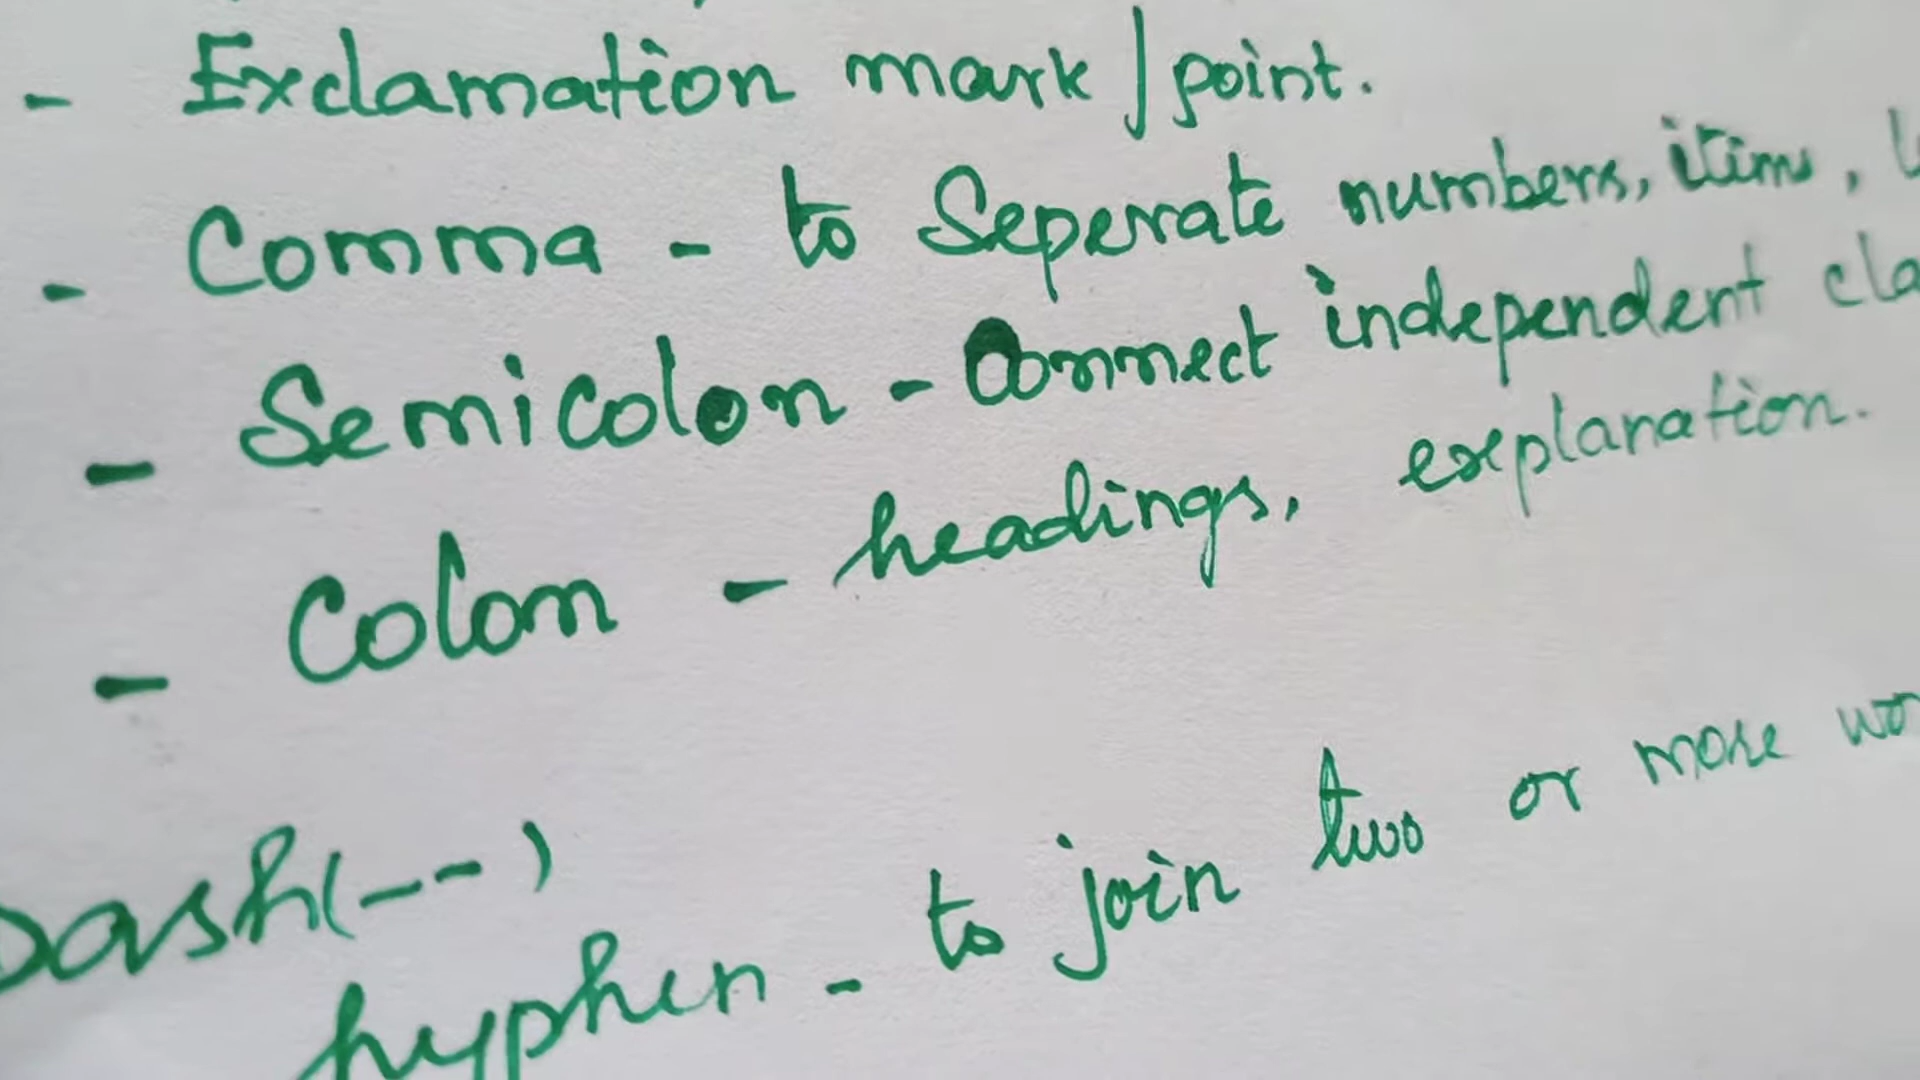 - Exclamation mark / point.
- Comma - to Seperate numbers, items,
- Semicolon - Connect independent
- Colon - headings, explanation.
Dash (--)
hyphen - to join two or more